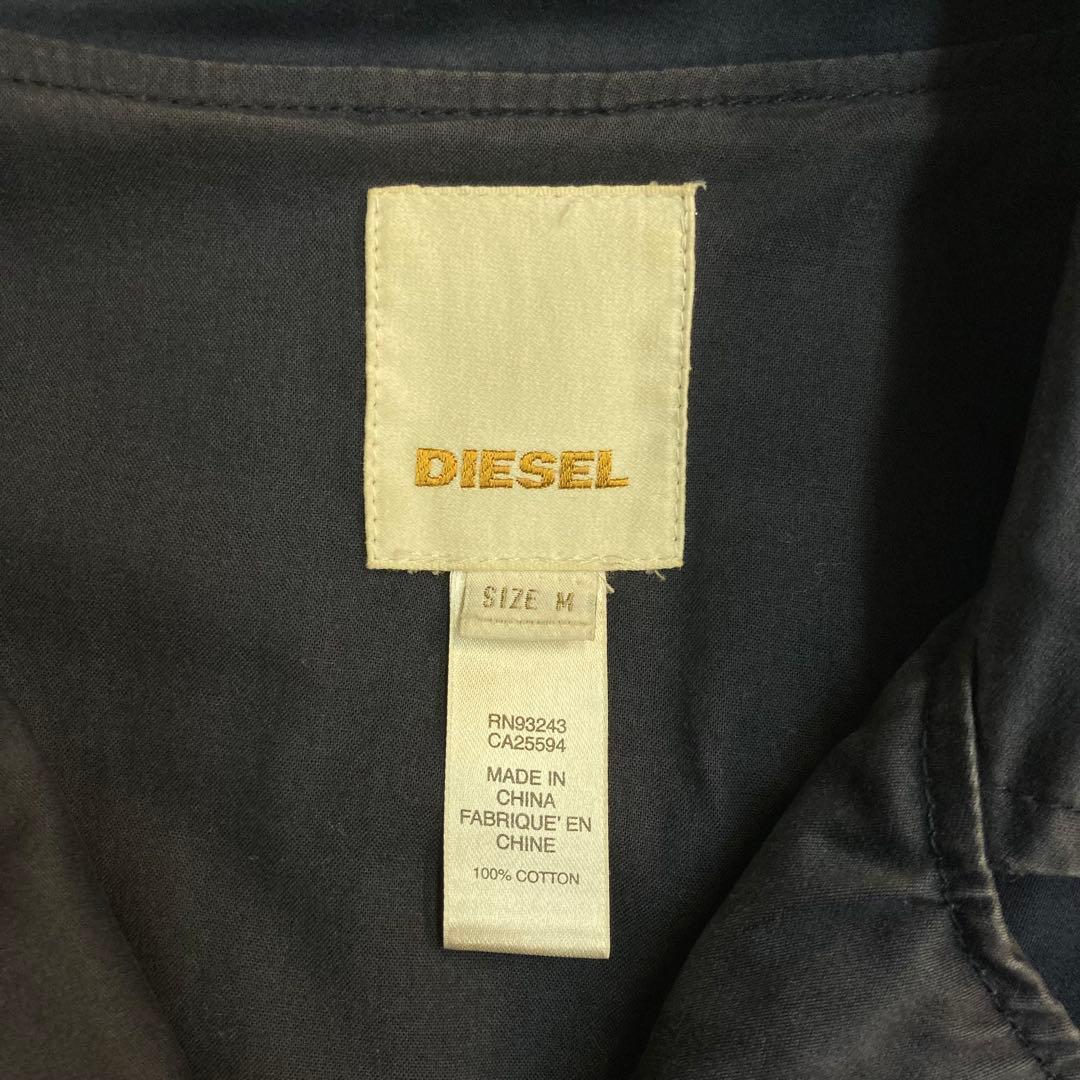 DIESEL
SIZE M
RN93243
CA25594
MADE IN
CHINA
FABRIQUE' EN
CHINE
100% COTTON